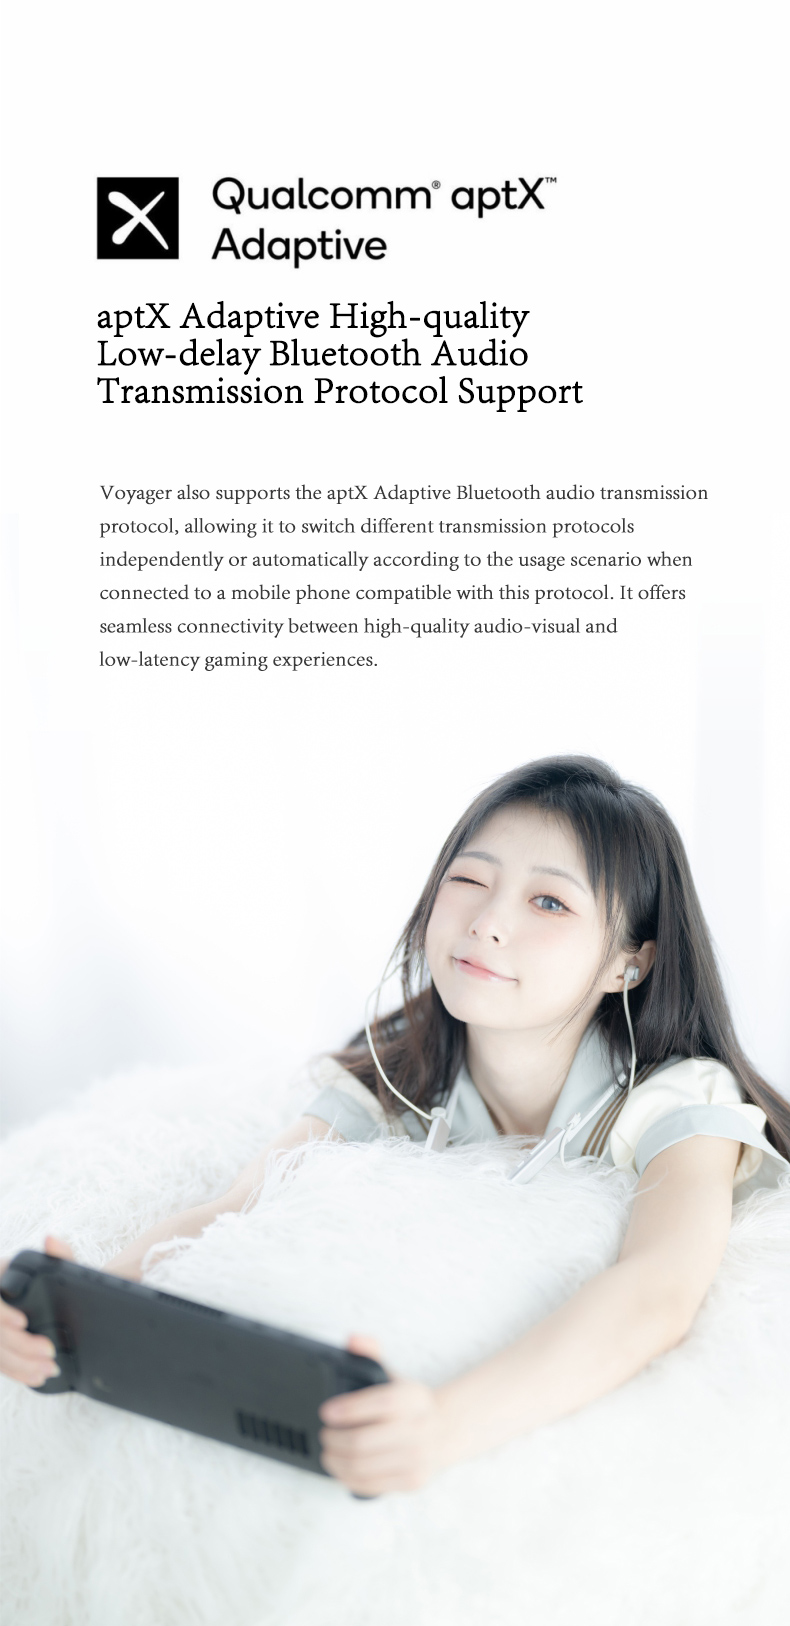 Qualcomm® aptX™
Adaptive
aptX Adaptive High-quality
Low-delay Bluetooth Audio
Transmission Protocol Support
Voyager also supports the aptX Adaptive Bluetooth audio transmission
protocol, allowing it to switch different transmission protocols
independently or automatically according to the usage scenario when
connected to a mobile phone compatible with this protocol. It offers
seamless connectivity between high-quality audio-visual and
low-latency gaming experiences.